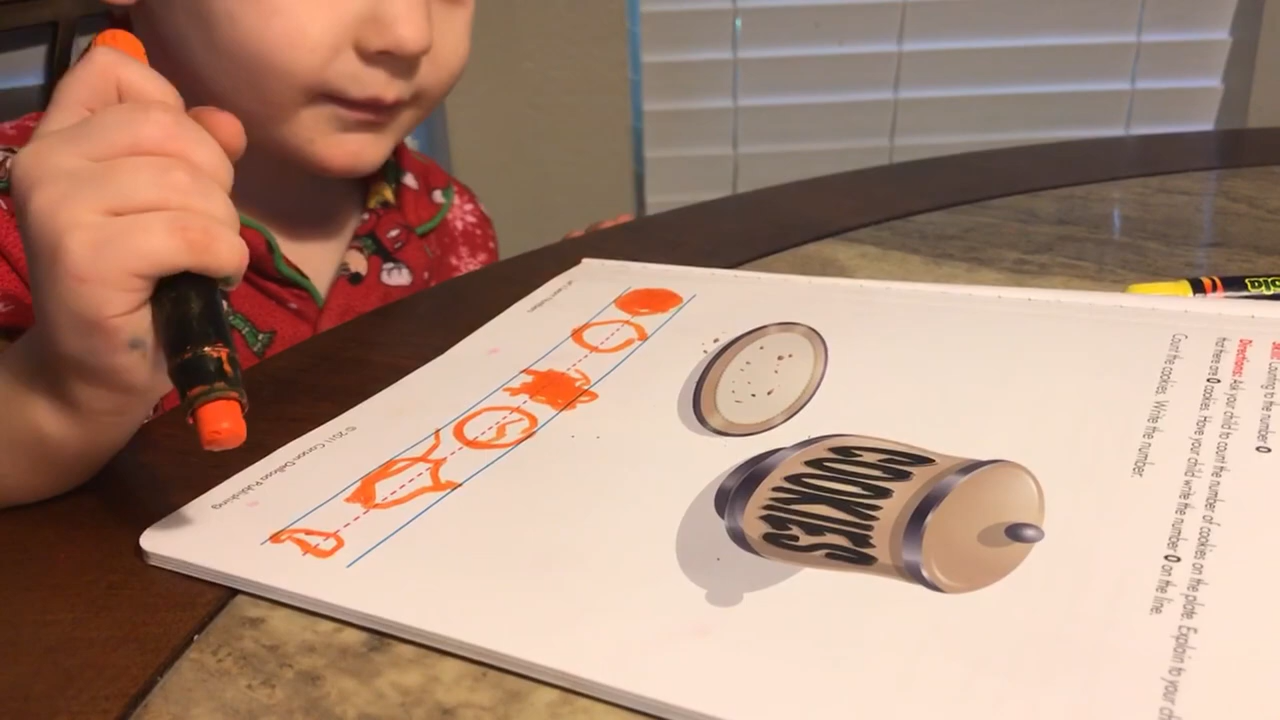 Skill: Counting to the number 0
Directions: Ask your child to count the number of cookies on the plate. Explain to your
that there are 0 cookies. Have your child write the number 0 on the line.
Count the cookies. Write the number.
COOKIES
© 2011 Carson-Dellosa Publishing